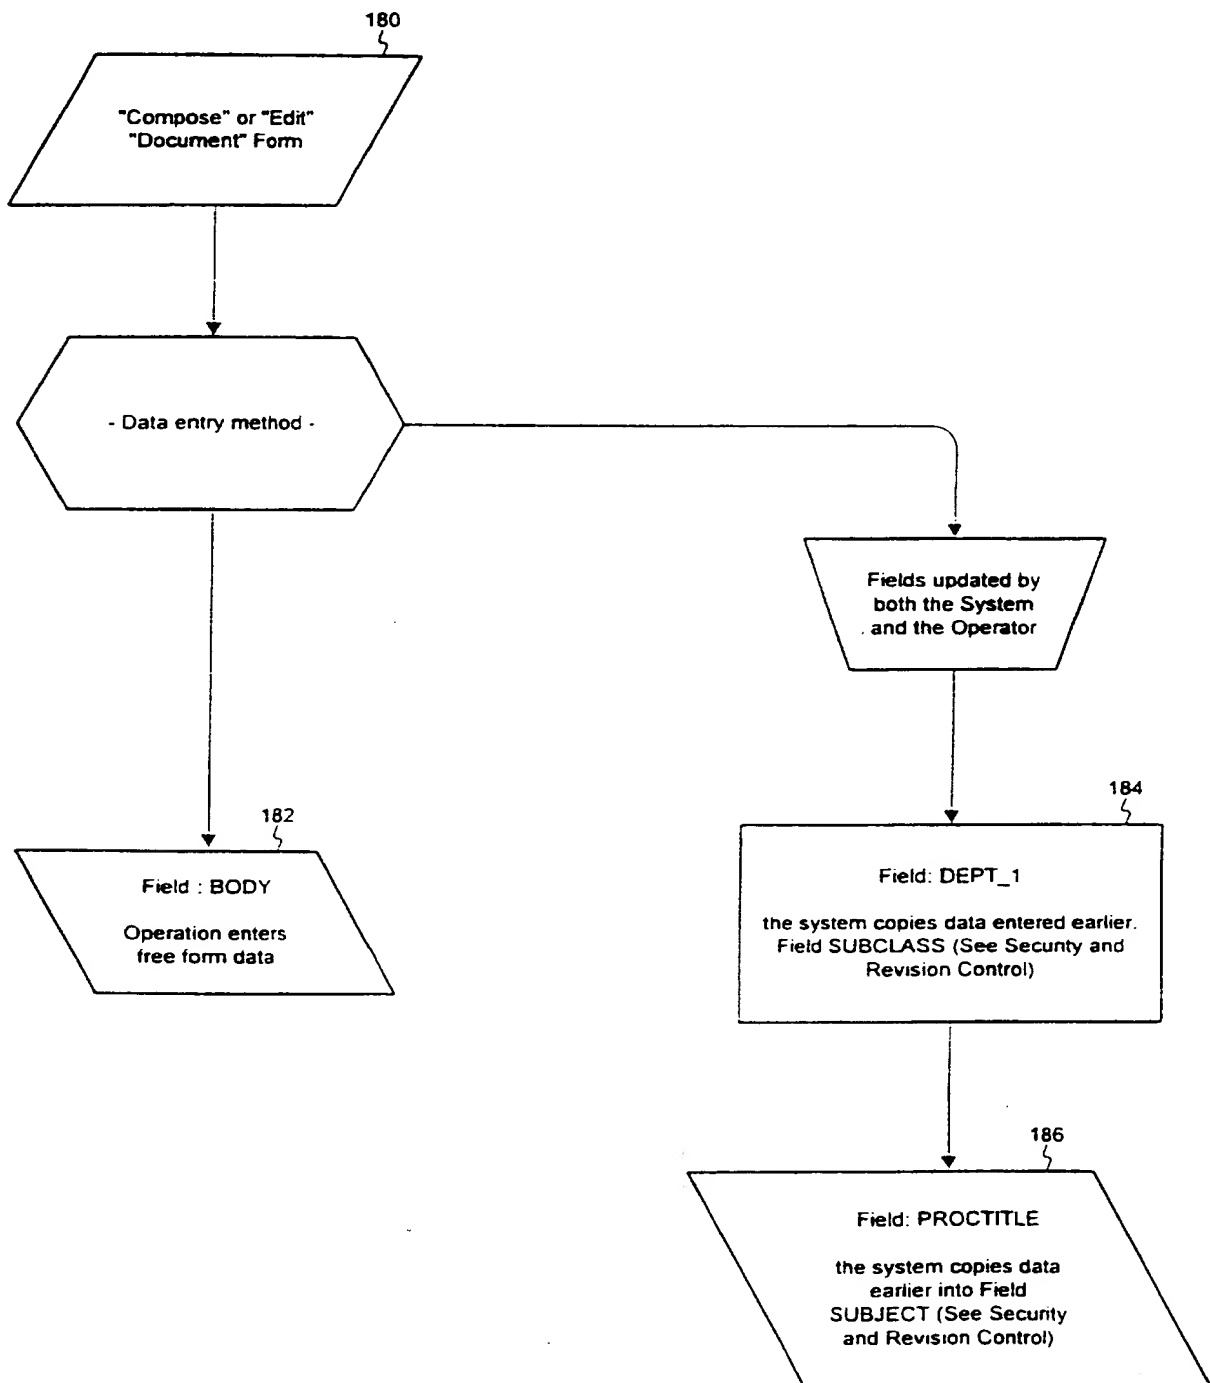 180
"Compose" or "Edit"
"Document" Form
- Data entry method -
Fields updated by
both the System
and the Operator
182
Field : BODY
Operation enters
free form data
184
Field: DEPT_1
the system copies data entered earlier.
Field SUBCLASS (See Security and
Revision Control)
186
Field: PROCTITLE
the system copies data
earlier into Field
SUBJECT (See Security
and Revision Control)